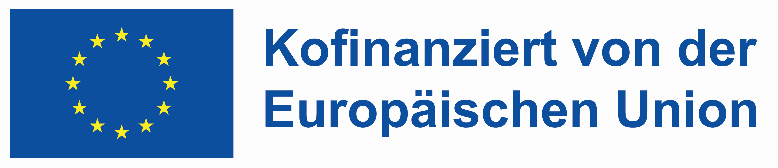 Kofinanziert von der
Europäischen Union